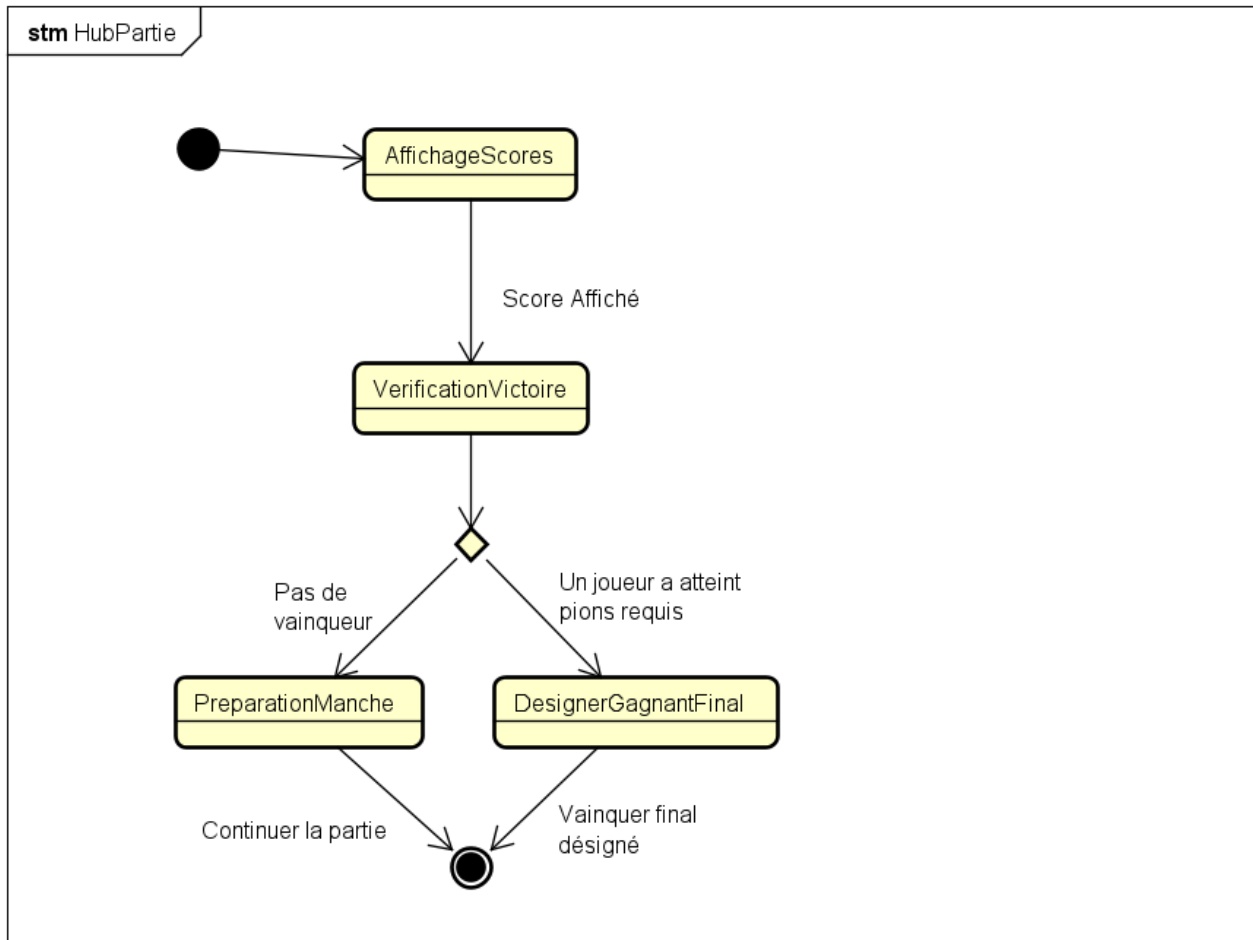 stm HubPartie
AffichageScores
Score Affiché
VerificationVictoire
Pas de
vainqueur
Un joueur a atteint
pions requis
PreparationManche
DesignerGagnantFinal
Continuer la partie
Vainquer final
désigné